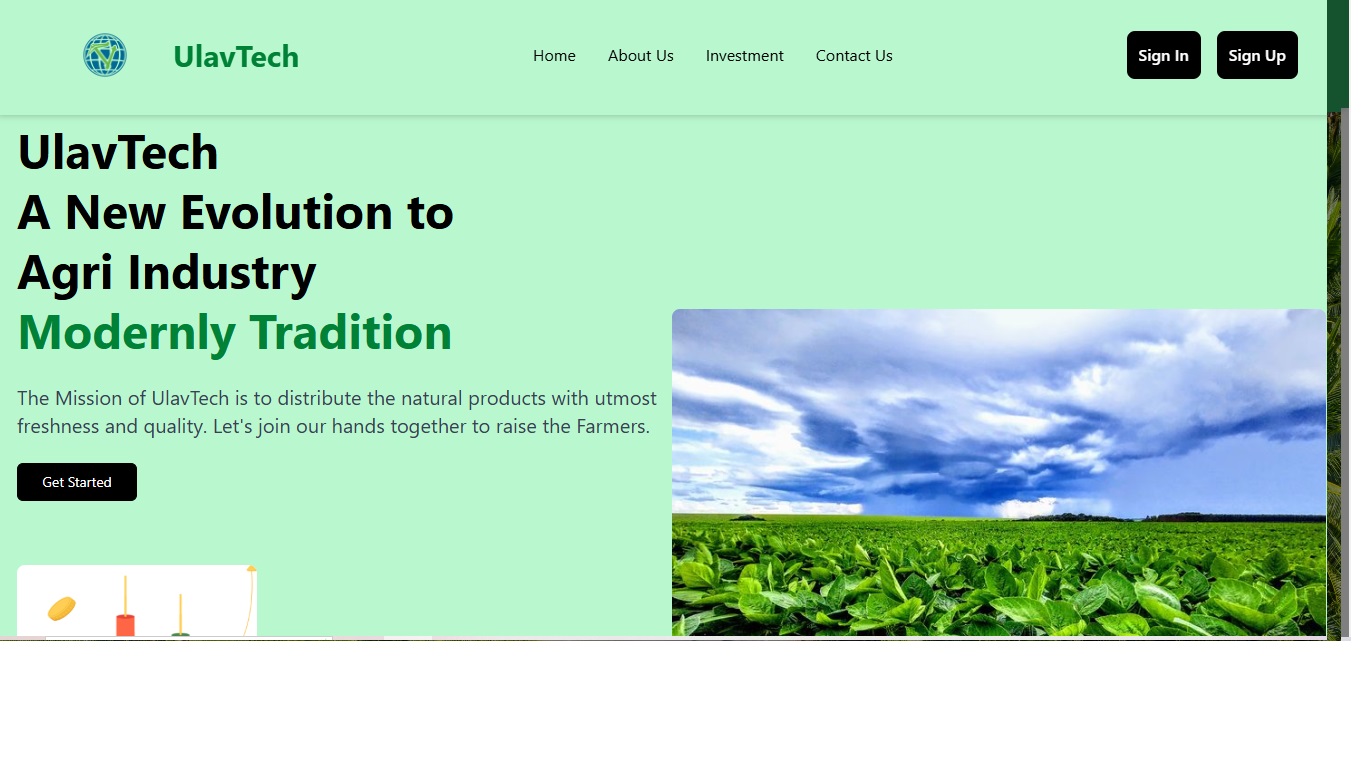 UlavTech
Home
About Us
Investment
Contact Us
Sign In
Sign Up
UlavTech
A New Evolution to
Agri Industry
Modernly Tradition
The Mission of UlavTech is to distribute the natural products with utmost
freshness and quality. Let's join our hands together to raise the Farmers.
Get Started